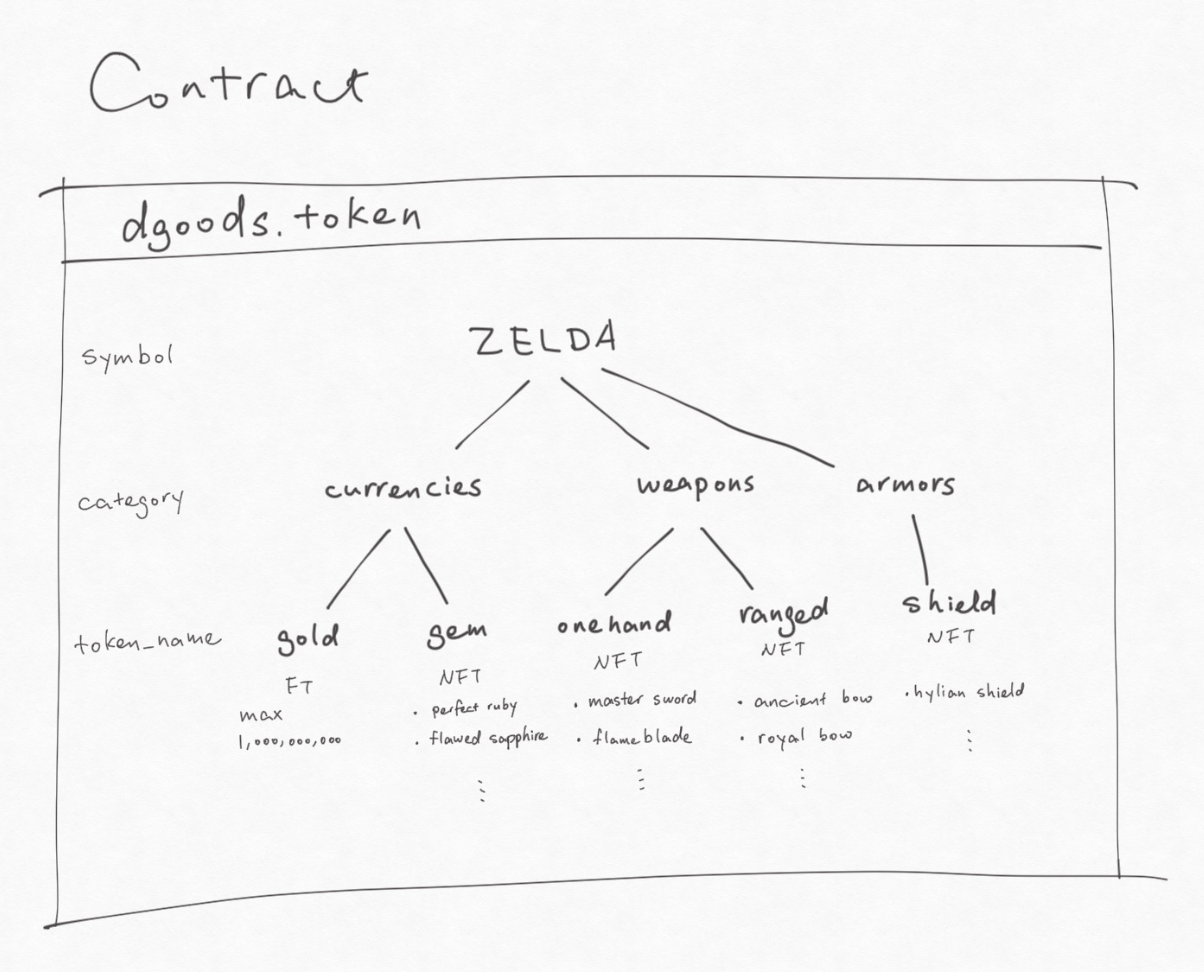 Contract
dgoods.token
symbol
ZELDA
category
currencies weapons armors
token_name
gold gem onehand ranged shield
FT NFT NFT NFT NFT
max
1,000,000,000
· perfect ruby
· flawed sapphire
· master sword
· flameblade
· ancient bow
· royal bow
· hylian shield